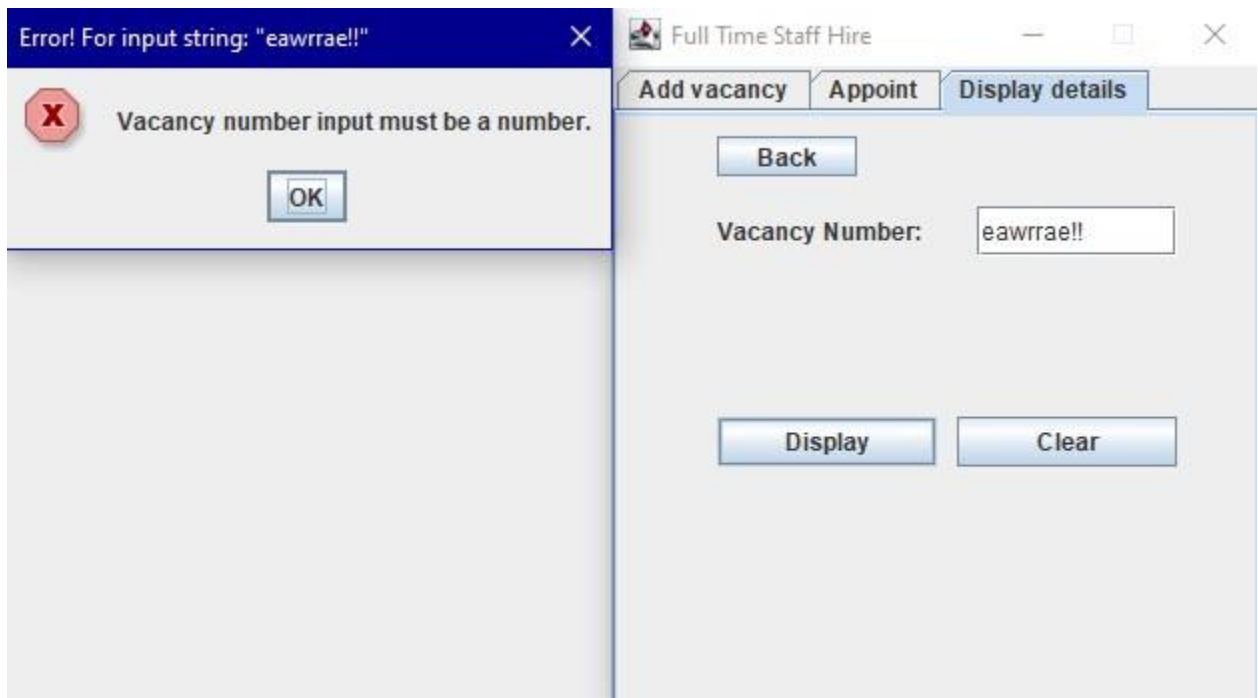 Error! For input string: "eawrrae!!"
X
Vacancy number input must be a number.
OK
Full Time Staff Hire
Add vacancy Appoint Display details
Back
Vacancy Number: eawrrae!!
Display Clear